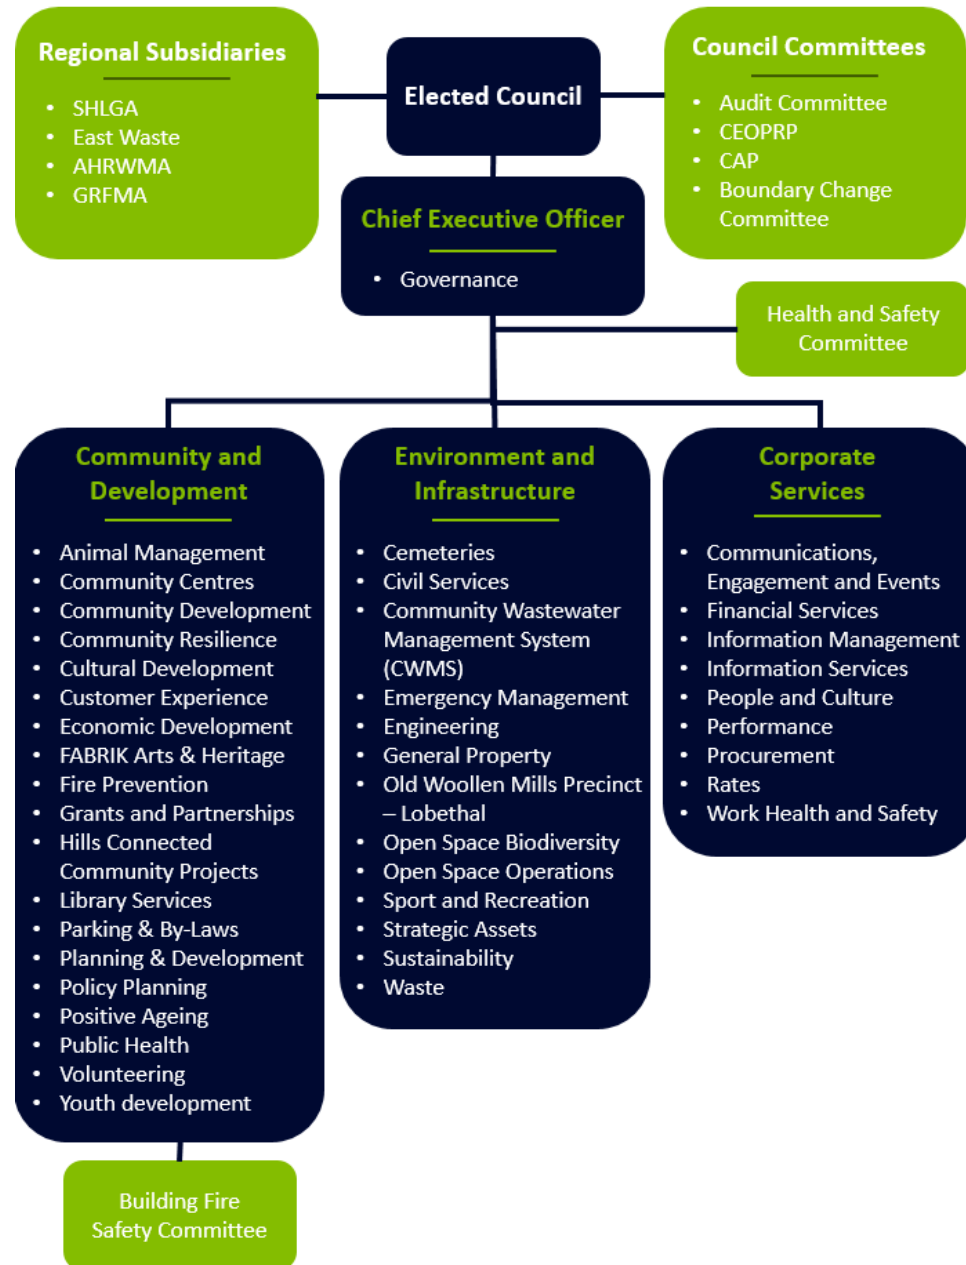 Regional Subsidiaries
• SHLGA
• East Waste
• AHRWMA
• GRFMA
Elected Council
Council Committees
• Audit Committee
• CEOPRP
• CAP
• Boundary Change
Committee
Chief Executive Officer
• Governance
Health and Safety
Committee
Community and
Development
• Animal Management
• Community Centres
• Community Development
• Community Resilience
• Cultural Development
• Customer Experience
• Economic Development
• FABRIK Arts & Heritage
• Fire Prevention
• Grants and Partnerships
• Hills Connected
Community Projects
• Library Services
• Parking & By-Laws
• Planning & Development
• Policy Planning
• Positive Ageing
• Public Health
• Volunteering
• Youth development
Environment and
Infrastructure
• Cemeteries
• Civil Services
• Community Wastewater
Management System
(CWMS)
• Emergency Management
• Engineering
• General Property
• Old Woollen Mills Precinct
– Lobethal
• Open Space Biodiversity
• Open Space Operations
• Sport and Recreation
• Strategic Assets
• Sustainability
• Waste
Corporate
Services
• Communications,
Engagement and Events
• Financial Services
• Information Management
• Information Services
• People and Culture
• Performance
• Procurement
• Rates
• Work Health and Safety
Building Fire
Safety Committee